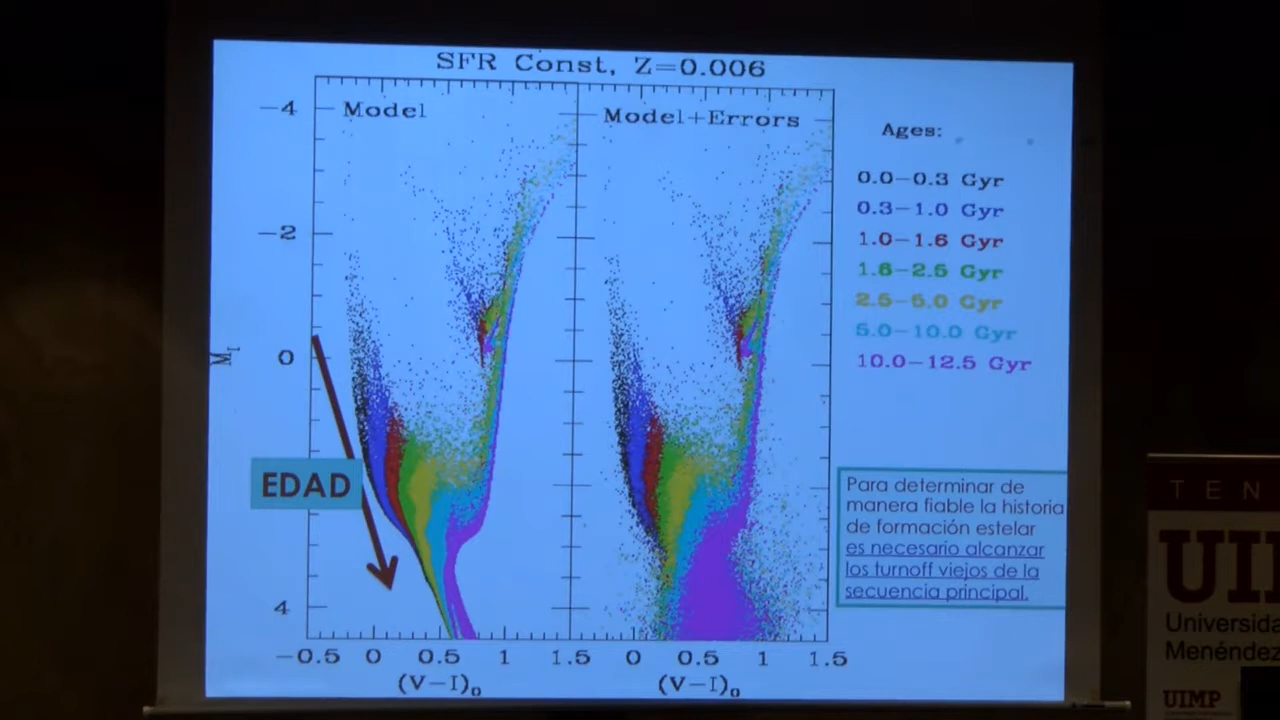 SFR Const, Z=0.006
Model
Model+Errors
-4
-2
0
4
M_I
EDAD
-0.5 0 0.5 1 1.5 0 0.5 1 1.5
(V-I)₀ (V-I)₀
Ages:
0.0-0.3 Gyr
0.3-1.0 Gyr
1.0-1.6 Gyr
1.6-2.5 Gyr
2.5-5.0 Gyr
5.0-10.0 Gyr
10.0-12.5 Gyr
Para determinar de
manera fiable la historia
de formación estelar
es necesario alcanzar
los turnoff viejos de la
secuencia principal.
TEN
UI
Universida
Menéndez
UIMP